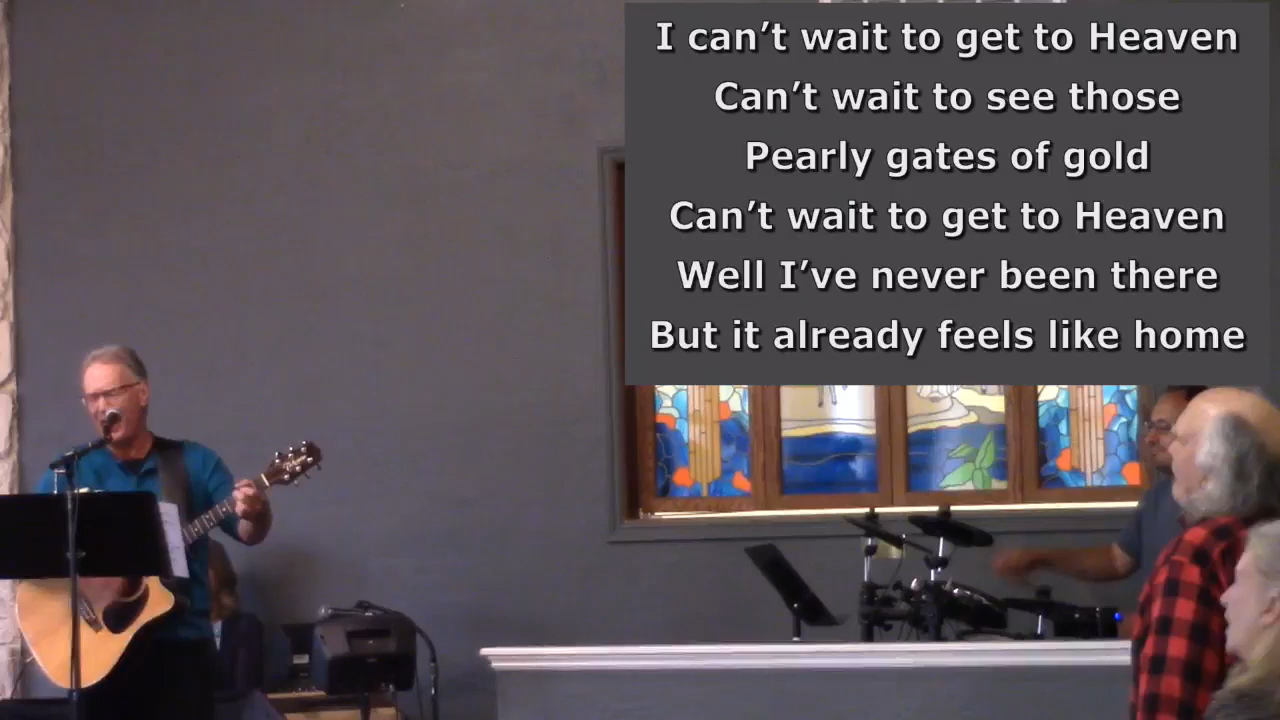 I can’t wait to get to Heaven
Can’t wait to see those
Pearly gates of gold
Can’t wait to get to Heaven
Well I’ve never been there
But it already feels like home